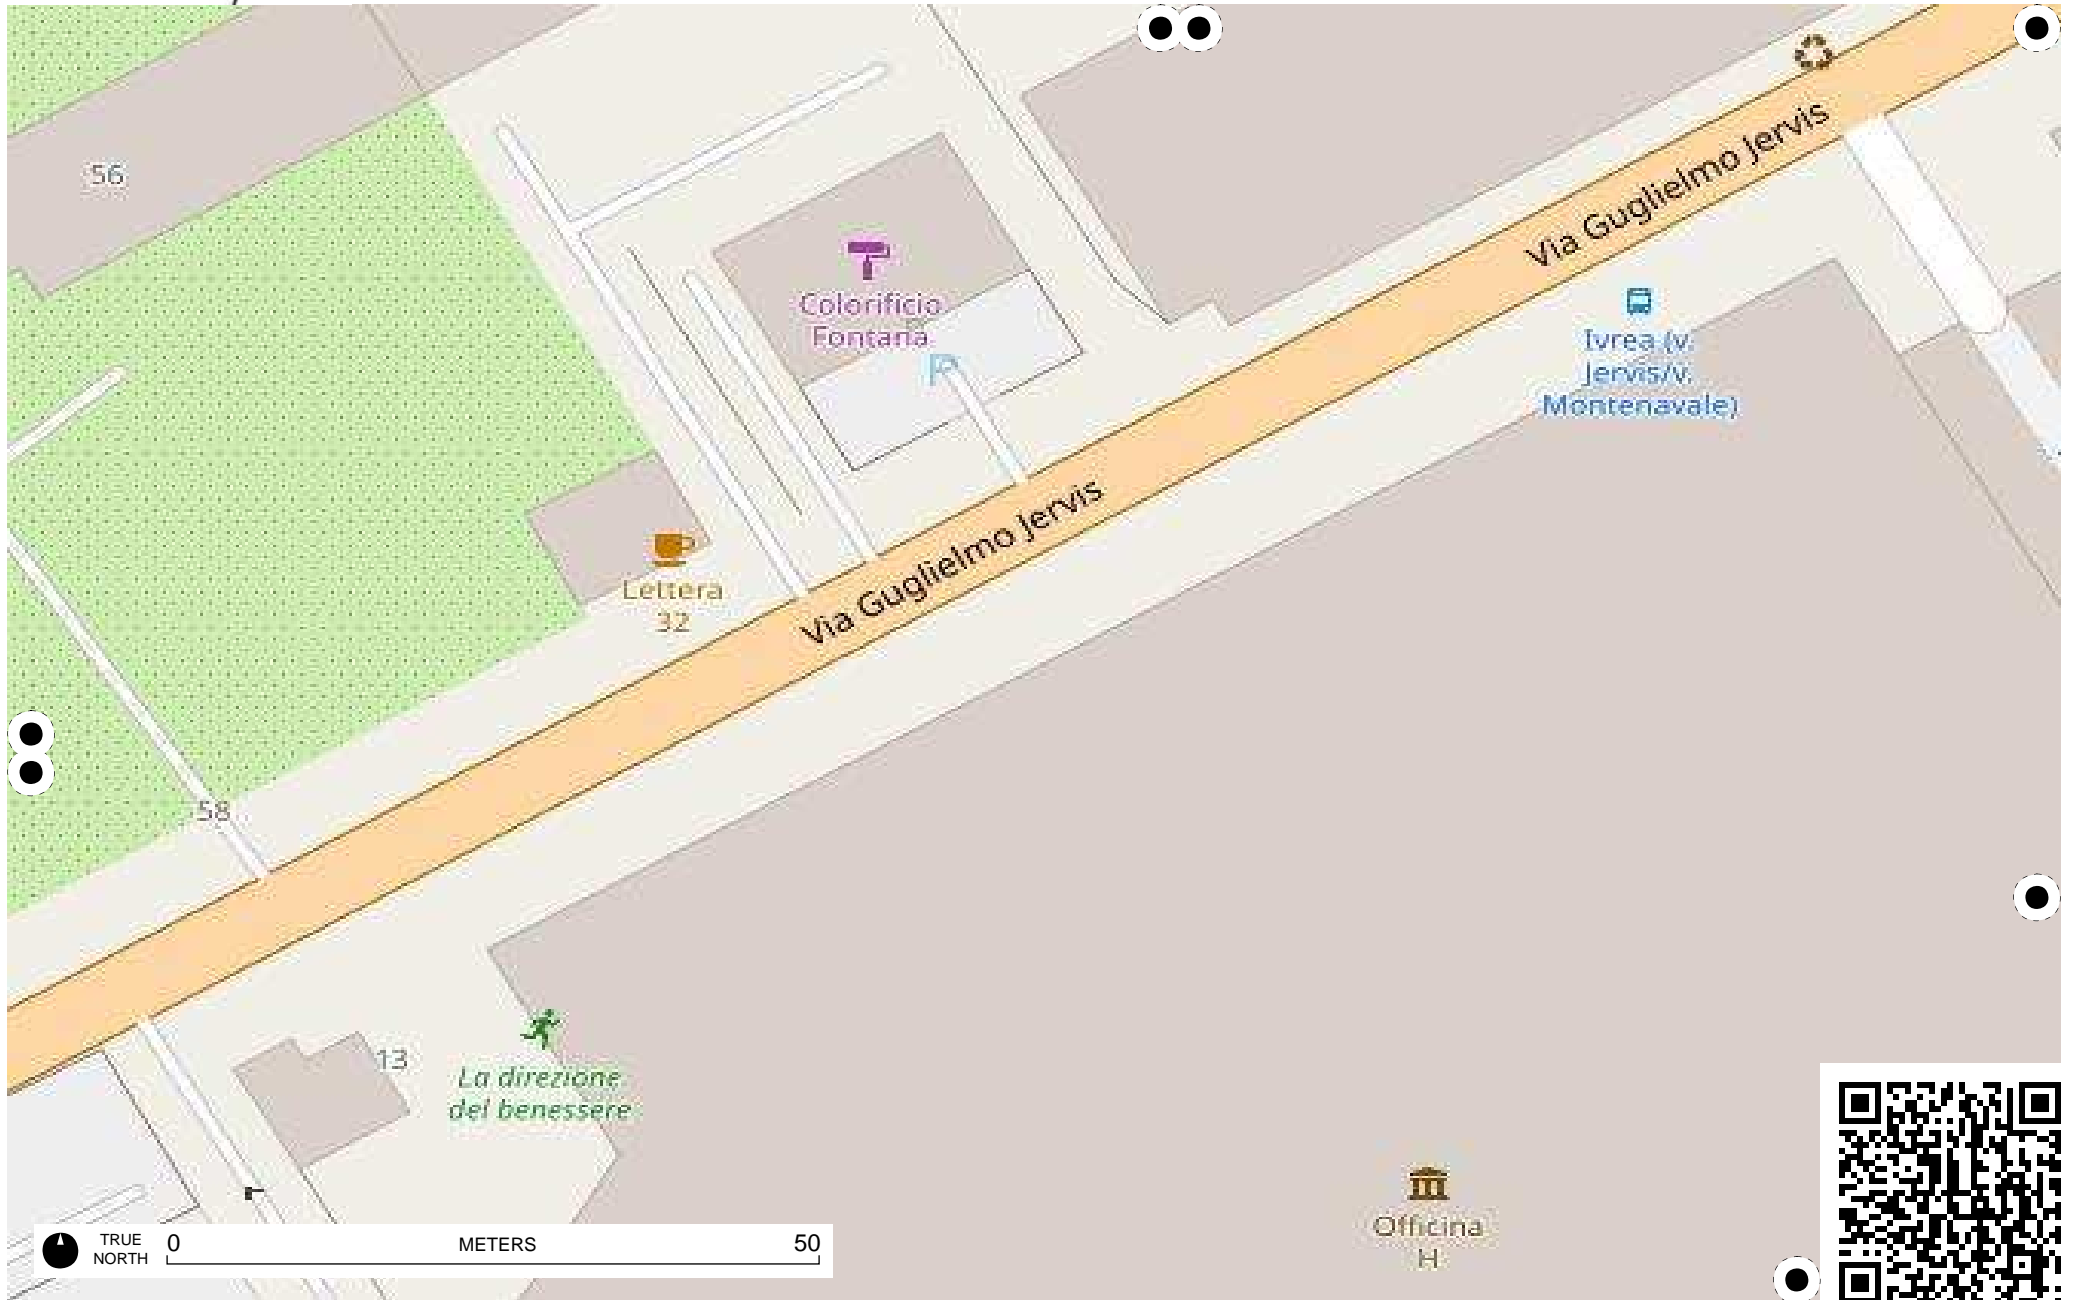 Via Guglielmo Jervis
56
Colorificio
Fontana
P
Ivrea (v.
Jervis/v.
Montenavale)
Via Guglielmo Jervis
Lettera
32
58
13
La direzione
del benessere
Officina
H
TRUE
NORTH
0 METERS 50